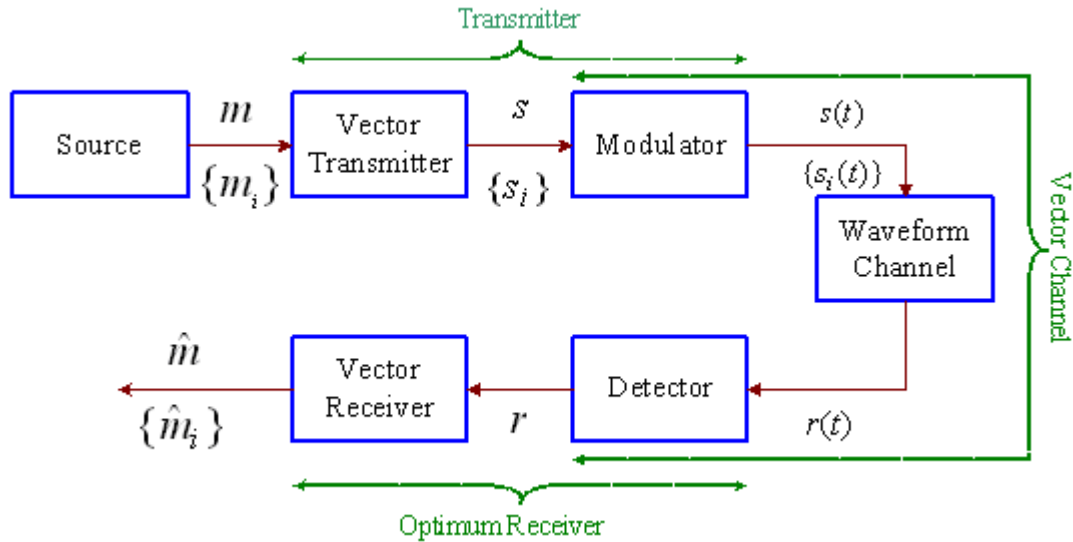 Transmitter
Source
m
{m_i}
Vector
Transmitter
s
{s_i}
Modulator
s(t)
{s_i(t)}
Waveform
Channel
Vector Channel
m̂
{m̂_i}
Vector
Receiver
r
Detector
r(t)
Optimum Receiver